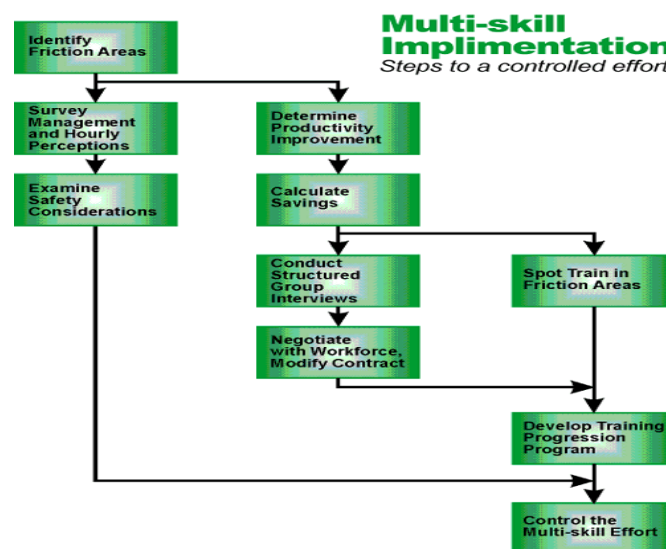 Multi-skill
Implimentation
Steps to a controlled effort
Identify
Friction Areas
Survey
Management
and Hourly
Perceptions
Determine
Productivity
Improvement
Examine
Safety
Considerations
Calculate
Savings
Conduct
Structured
Group
Interviews
Spot Train in
Friction Areas
Negotiate
with Workforce,
Modify Contract
Develop Training
Progression
Program
Control the
Multi-skill Effort